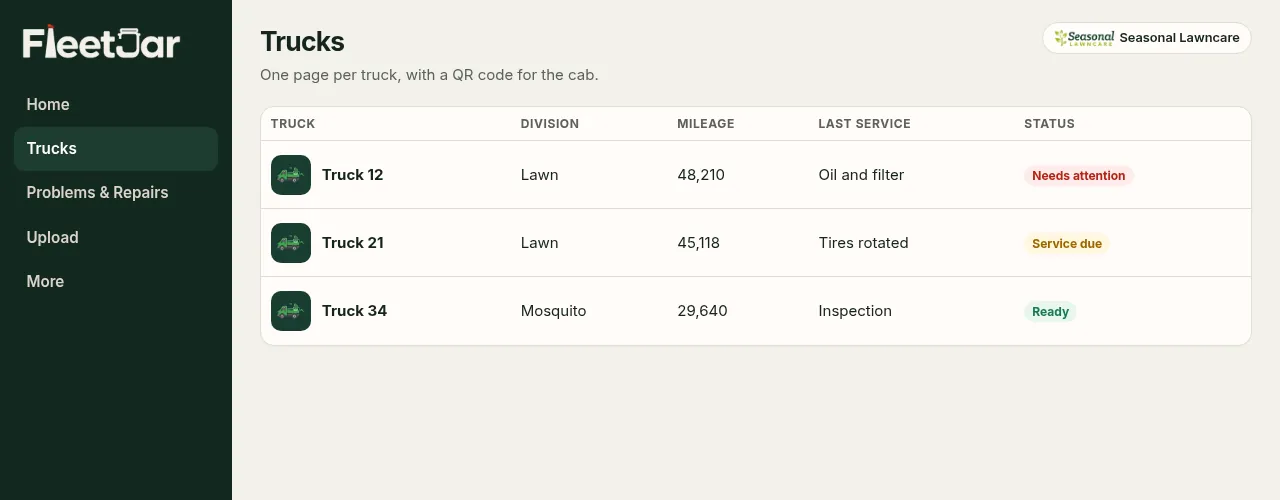 FleetJar
Home
Trucks
Problems & Repairs
Upload
More
Trucks
One page per truck, with a QR code for the cab.
Seasonal
LAWNCARE
Seasonal Lawncare
TRUCK DIVISION MILEAGE LAST SERVICE STATUS
Truck 12 Lawn 48,210 Oil and filter Needs attention
Truck 21 Lawn 45,118 Tires rotated Service due
Truck 34 Mosquito 29,640 Inspection Ready